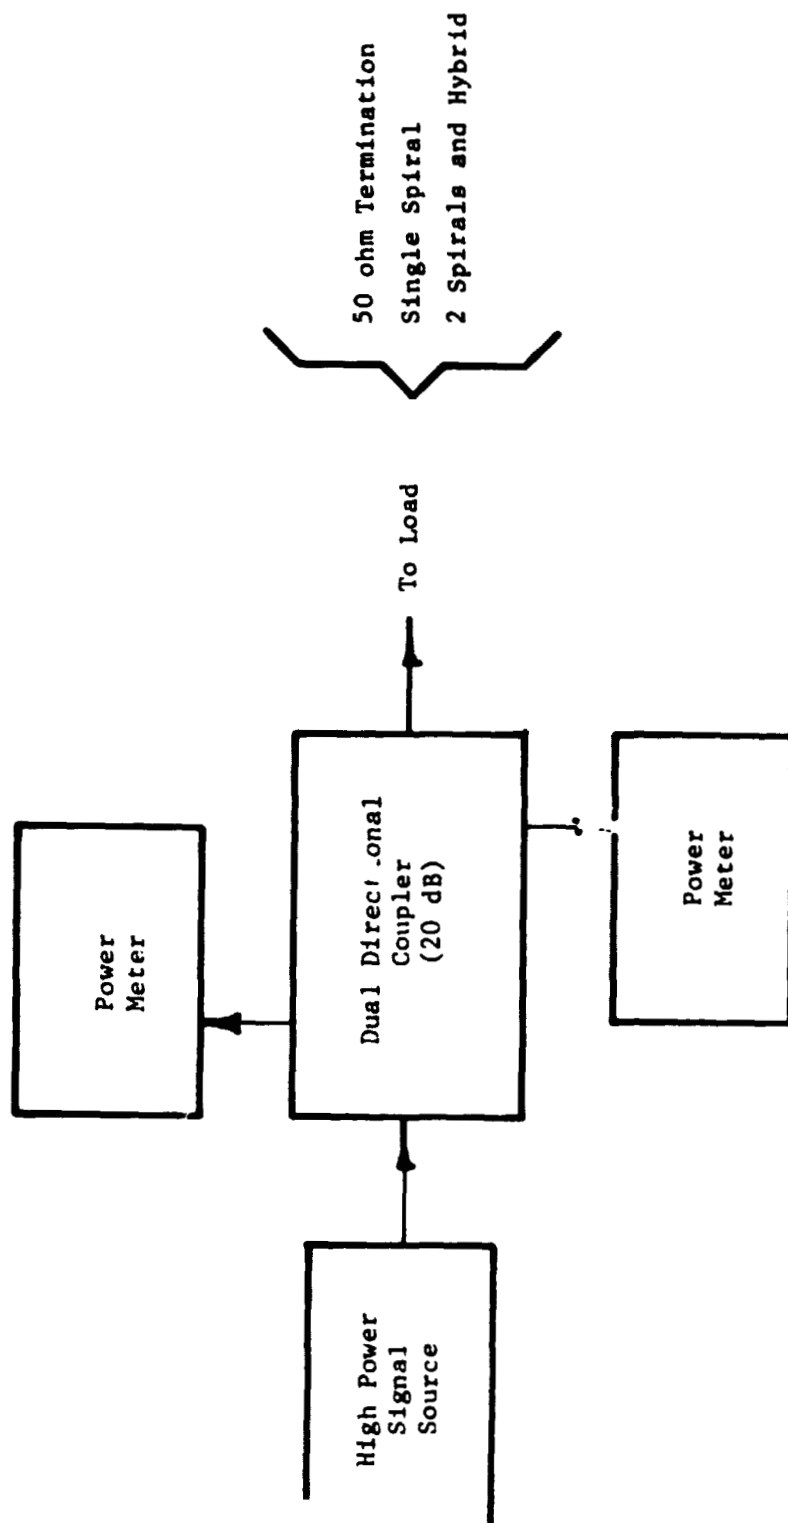 Power
Meter
High Power
Signal
Source
Dual Direct.onal
Coupler
(20 dB)
To Load
50 ohm Termination
Single Spiral
2 Spirals and Hybrid
Power
Meter